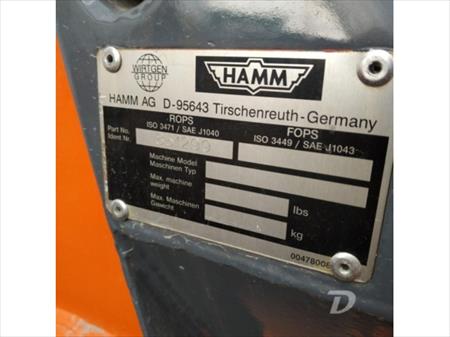 WIRTGEN
GROUP
HAMM
HAMM AG D-95643 Tirschenreuth-Germany
ROPS
ISO 3471 / SAE J1040
FOPS
ISO 3449 / SAE J1043
Part No.
Ident Nr.
Machine Model
Maschinen Typ
Max. machine
weight
lbs
Max. Maschinen
Gewicht
kg
D